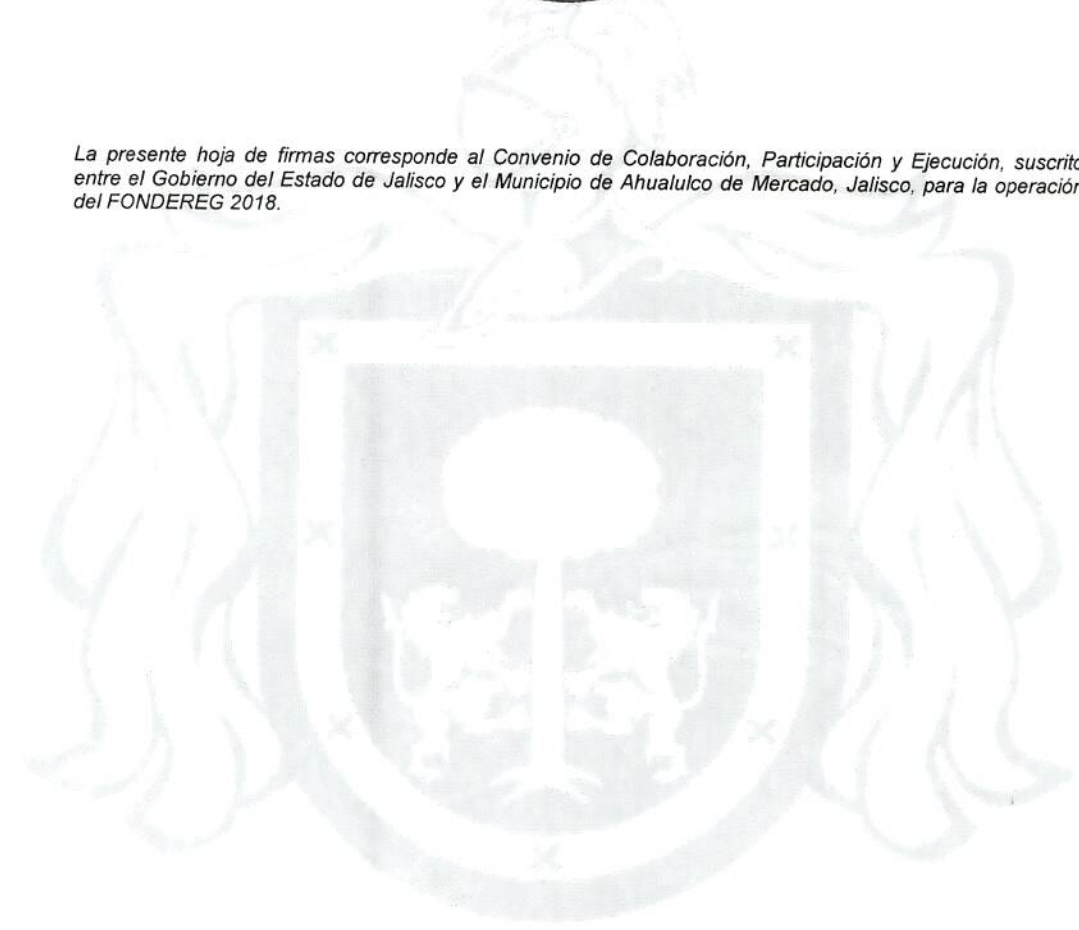 La presente hoja de firmas corresponde al Convenio de Colaboración, Participación y Ejecución, suscrito
entre el Gobierno del Estado de Jalisco y el Municipio de Ahualulco de Mercado, Jalisco, para la operación
del FONDEREG 2018.